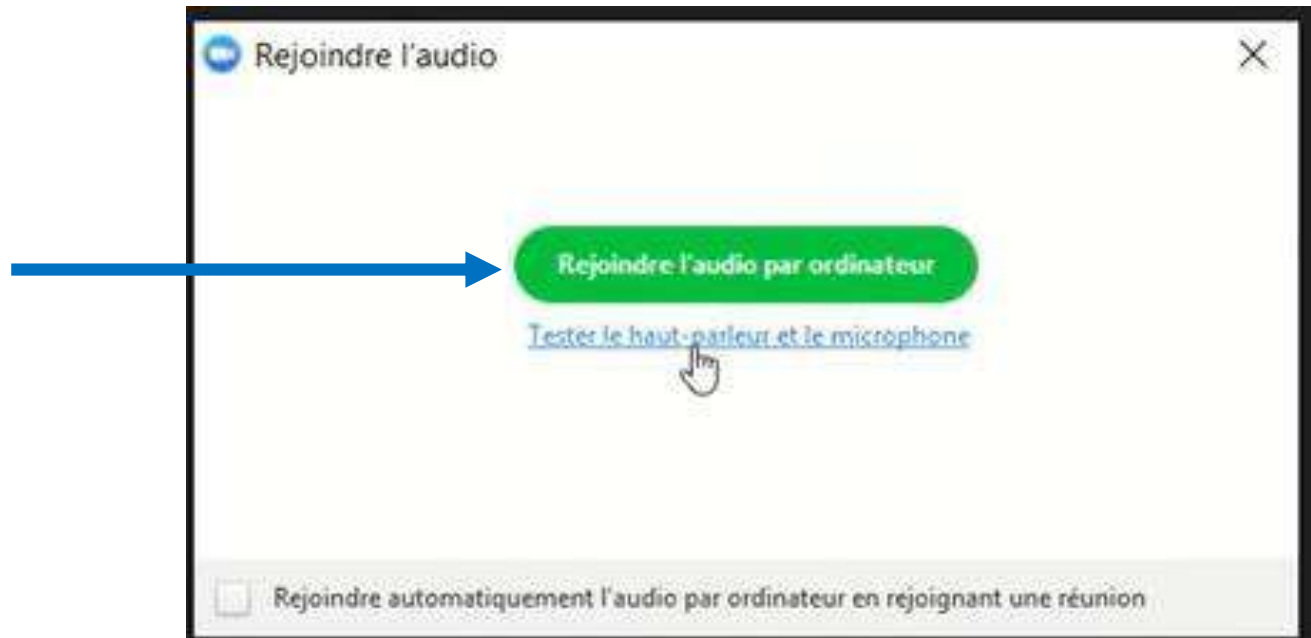 Rejoindre l'audio
Rejoindre l'audio par ordinateur
Tester le haut-parleur et le microphone
Rejoindre automatiquement l'audio par ordinateur en rejoignant une réunion